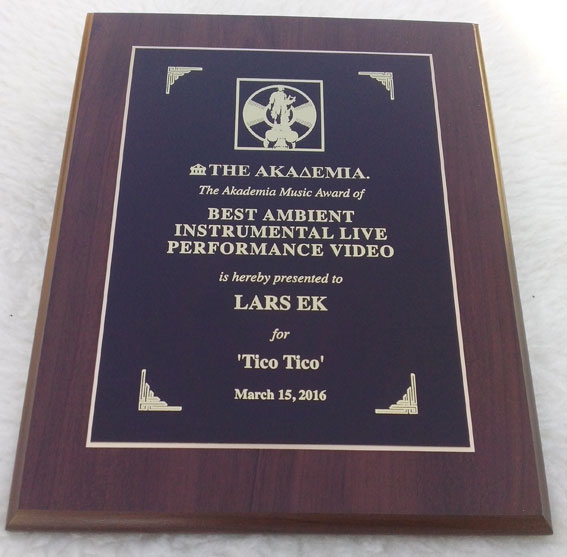 THE AKAΔEMIA.
The Akademia Music Award of
BEST AMBIENT
INSTRUMENTAL LIVE
PERFORMANCE VIDEO
is hereby presented to
LARS EK
for
'Tico Tico'
March 15, 2016